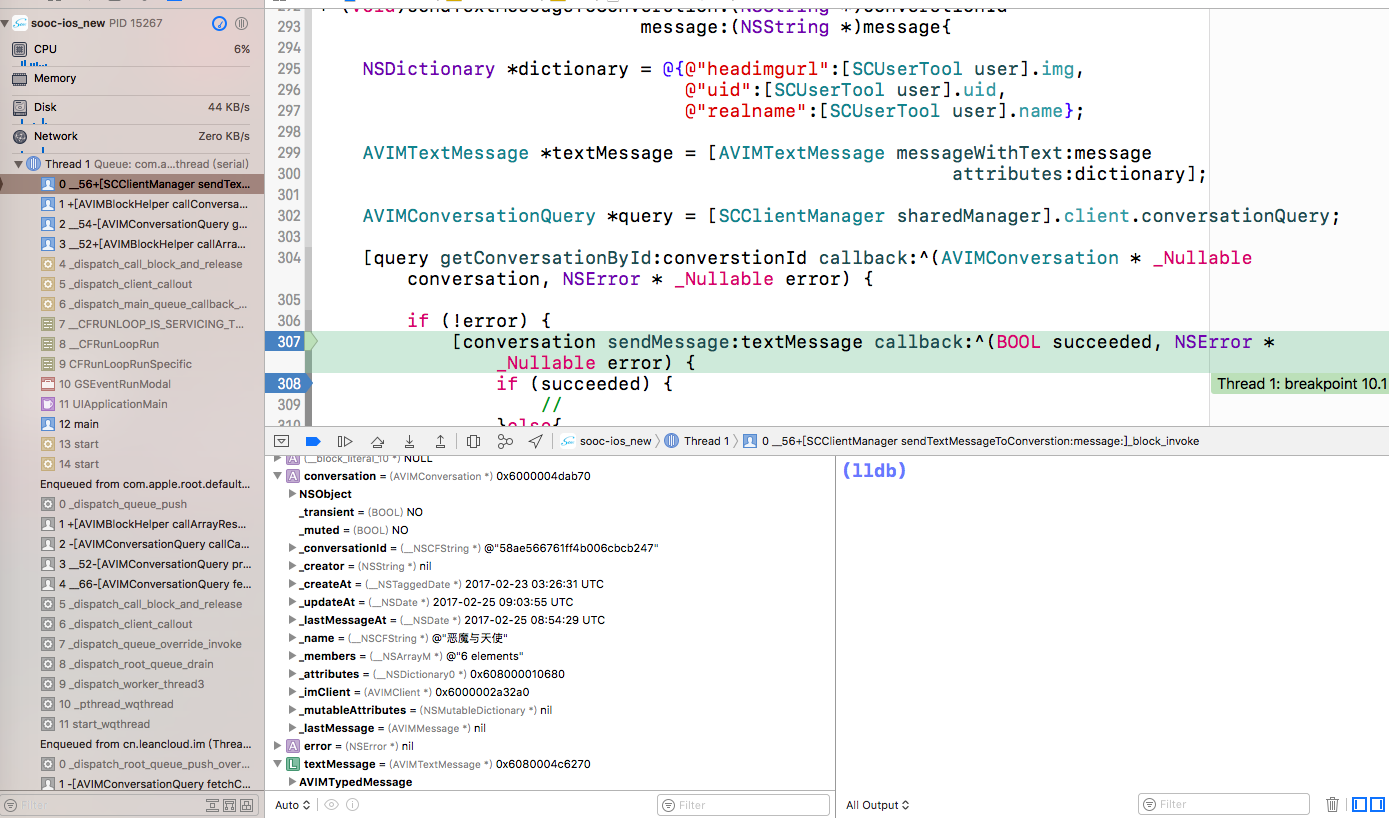 sooc-ios_new PID 15267
CPU 6%
Memory
Disk 44 KB/s
Network Zero KB/s
Thread 1 Queue: com.a...thread (serial)
0 __56+[SCClientManager sendTex...
1 +[AVIMBlockHelper callConversa...
2 __54-[AVIMConversationQuery g...
3 __52+[AVIMBlockHelper callArra...
4 _dispatch_call_block_and_release
5 _dispatch_client_callout
6 _dispatch_main_queue_callback_...
7 __CFRUNLOOP_IS_SERVICING_T...
8 __CFRunLoopRun
9 CFRunLoopRunSpecific
10 GSEventRunModal
11 UIApplicationMain
12 main
13 start
14 start
Enqueued from com.apple.root.default...
0 _dispatch_queue_push
1 +[AVIMBlockHelper callArrayRes...
2 -[AVIMConversationQuery callCa...
3 __52-[AVIMConversationQuery pr...
4 __66-[AVIMConversationQuery fe...
5 _dispatch_call_block_and_release
6 _dispatch_client_callout
7 _dispatch_queue_override_invoke
8 _dispatch_root_queue_drain
9 _dispatch_worker_thread3
10 _pthread_wqthread
11 start_wqthread
Enqueued from cn.leancloud.im (Threa...
0 _dispatch_root_queue_push_over...
1 -[AVIMConversationQuery fetchC...
Filter
293 message:(NSString *)message{
294
295 NSDictionary *dictionary = @{@"headimgurl":[SCUserTool user].img,
296 @"uid":[SCUserTool user].uid,
297 @"realname":[SCUserTool user].name};
298
299 AVIMTextMessage *textMessage = [AVIMTextMessage messageWithText:message
300 attributes:dictionary];
301
302 AVIMConversationQuery *query = [SCClientManager sharedManager].client.conversationQuery;
303
304 [query getConversationById:converstionId callback:^(AVIMConversation * _Nullable
conversation, NSError * _Nullable error) {
305
306 if (!error) {
307 [conversation sendMessage:textMessage callback:^(BOOL succeeded, NSError *
_Nullable error) {
308 if (succeeded) {
309 //
310 }else{
Thread 1: breakpoint 10.1
sooc-ios_new Thread 1 0 __56+[SCClientManager sendTextMessageToConverstion:message:]_block_invoke
(__block_literal_10 *) NULL
conversation = (AVIMConversation *) 0x6000004dab70
NSObject
_transient = (BOOL) NO
_muted = (BOOL) NO
_conversationId = (__NSCFString *) @"58ae566761ff4b006cbcb247"
_creator = (NSString *) nil
_createAt = (__NSTaggedDate *) 2017-02-23 03:26:31 UTC
_updateAt = (__NSDate *) 2017-02-25 09:03:55 UTC
_lastMessageAt = (__NSDate *) 2017-02-25 08:54:29 UTC
_name = (__NSCFString *) @"恶魔与天使"
_members = (__NSArrayM *) @"6 elements"
_attributes = (__NSDictionary0 *) 0x608000010680
_imClient = (AVIMClient *) 0x6000002a32a0
_mutableAttributes = (NSMutableDictionary *) nil
_lastMessage = (AVIMMessage *) nil
error = (NSError *) nil
textMessage = (AVIMTextMessage *) 0x6080004c6270
AVIMTypedMessage
Auto
Filter
(lldb)
All Output
Filter